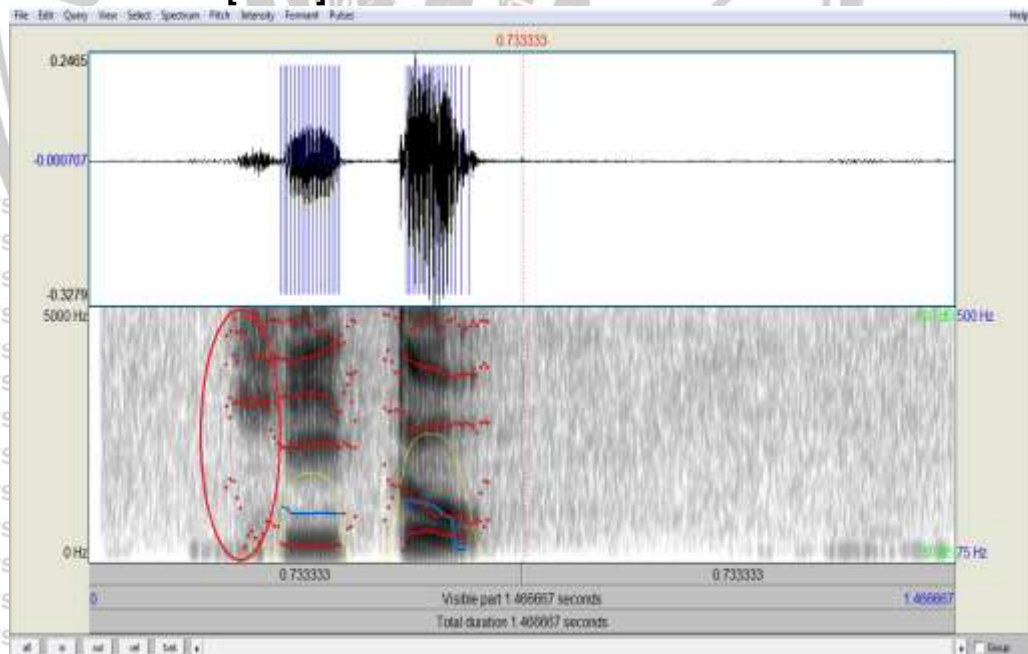 File Edit Query View Select Spectrum Pitch Intensity Formant Pulses Help
0.733333
0.2465
-0.000707
-0.3279
5000 Hz 500 Hz
0 Hz 75 Hz
0.733333 0.733333
0 Visible part 1.466667 seconds 1.466667
Total duration 1.466667 seconds
all in out sel bak Group